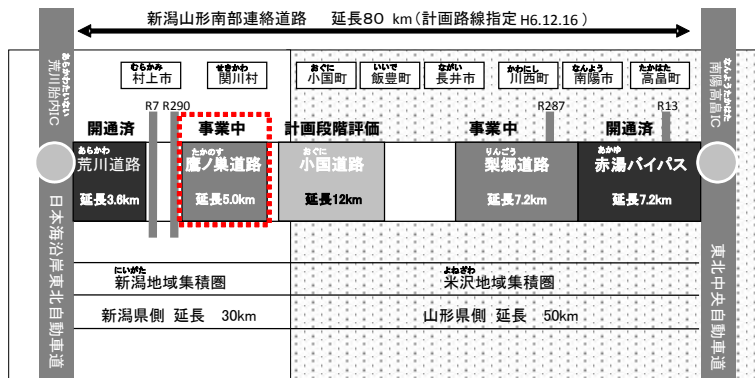 新潟山形南部連絡道路　延長80 km(計画路線指定 H6.12.16)
あらかわたいない
荒川胎内IC
むらかみ
村上市
せきかわ
関川村
おぐに
小国町
いいで
飯豊町
ながい
長井市
かわにし
川西町
なんよう
南陽市
たかはた
高畠町
なんようたかはた
南陽高畠IC
R7 R290
R287
R13
開通済
事業中
計画段階評価
事業中
開通済
あらかわ
荒川道路
延長3.6km
たかのす
鷹ノ巣道路
延長5.0km
おぐに
小国道路
延長12km
りんごう
梨郷道路
延長7.2km
あかゆ
赤湯バイパス
延長7.2km
日本海沿岸東北自動車道
東北中央自動車道
にいがた
新潟地域集積圏
よねざわ
米沢地域集積圏
新潟県側 延長　30km
山形県側 延長　50km